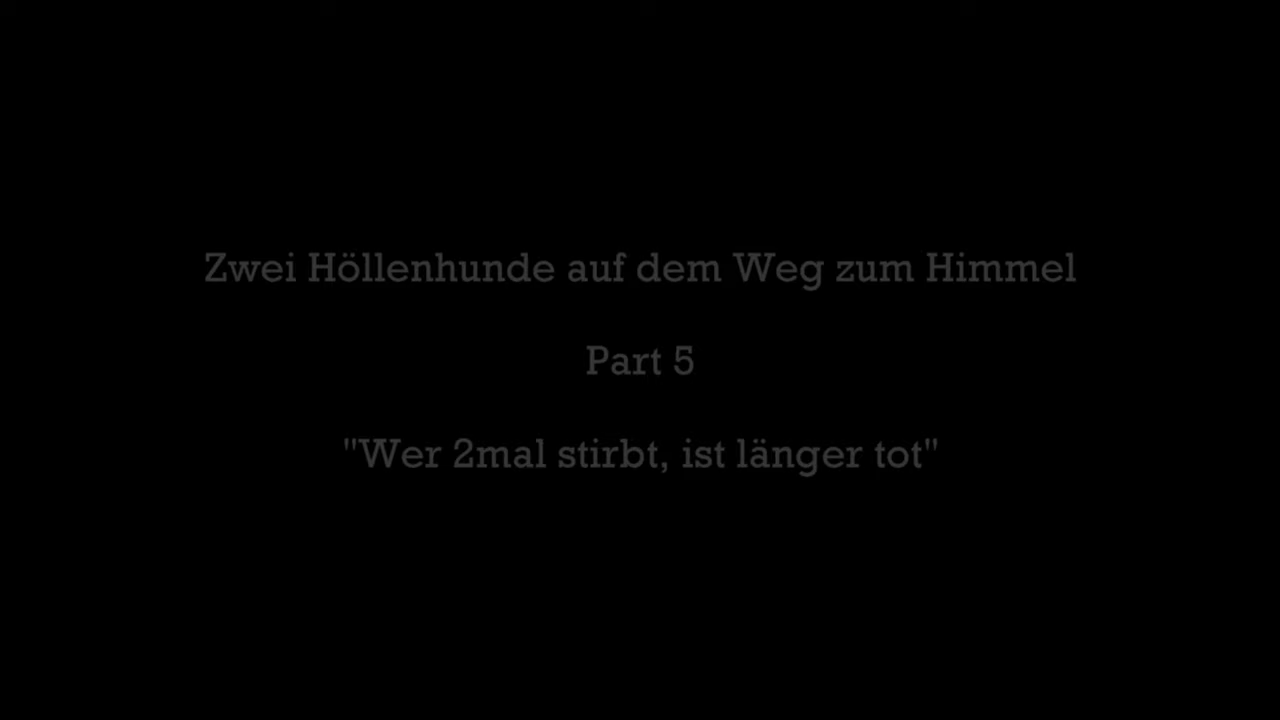 Zwei Höllenhunde auf dem Weg zum Himmel
Part 5
"Wer 2mal stirbt, ist länger tot"